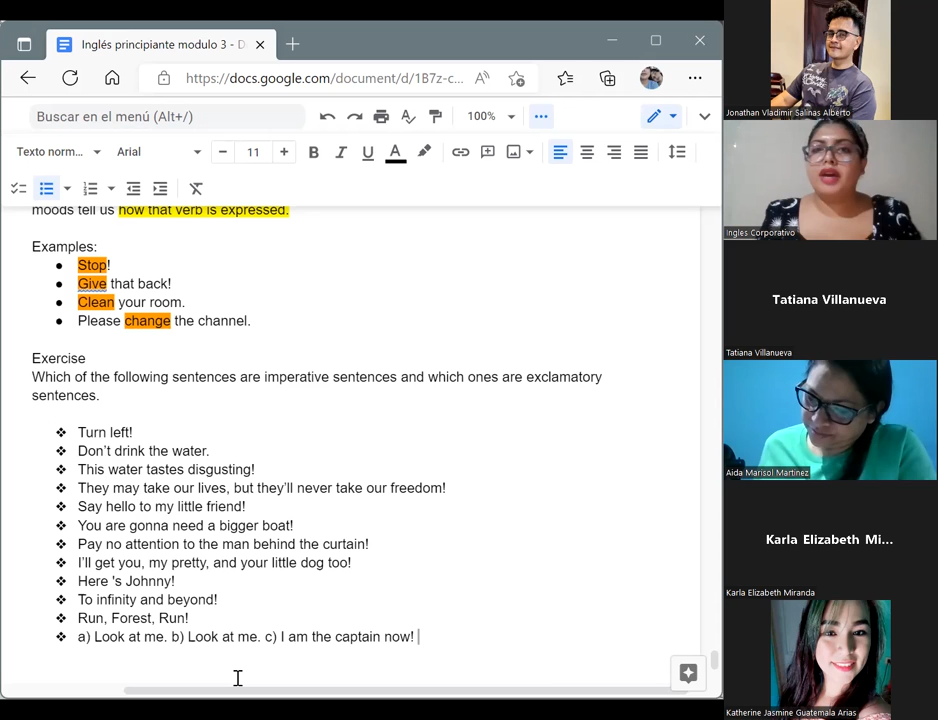 Inglés principiante modulo 3 - D
https://docs.google.com/document/d/1B7z-c...
Buscar en el menú (Alt+/)
100%
Texto norm...
Arial
11
moods tell us how that verb is expressed.
Examples:
Stop!
Give that back!
Clean your room.
Please change the channel.
Exercise
Which of the following sentences are imperative sentences and which ones are exclamatory
sentences.
Turn left!
Don't drink the water.
This water tastes disgusting!
They may take our lives, but they'll never take our freedom!
Say hello to my little friend!
You are gonna need a bigger boat!
Pay no attention to the man behind the curtain!
I'll get you, my pretty, and your little dog too!
Here 's Johnny!
To infinity and beyond!
Run, Forest, Run!
a) Look at me. b) Look at me. c) I am the captain now!
Jonathan Vladimir Salinas Alberto
Ingles Corporativo
Tatiana Villanueva
Tatiana Villanueva
Aida Marisol Martinez
Karla Elizabeth Mi...
Karla Elizabeth Miranda
Katherine Jasmine Guatemala Arias